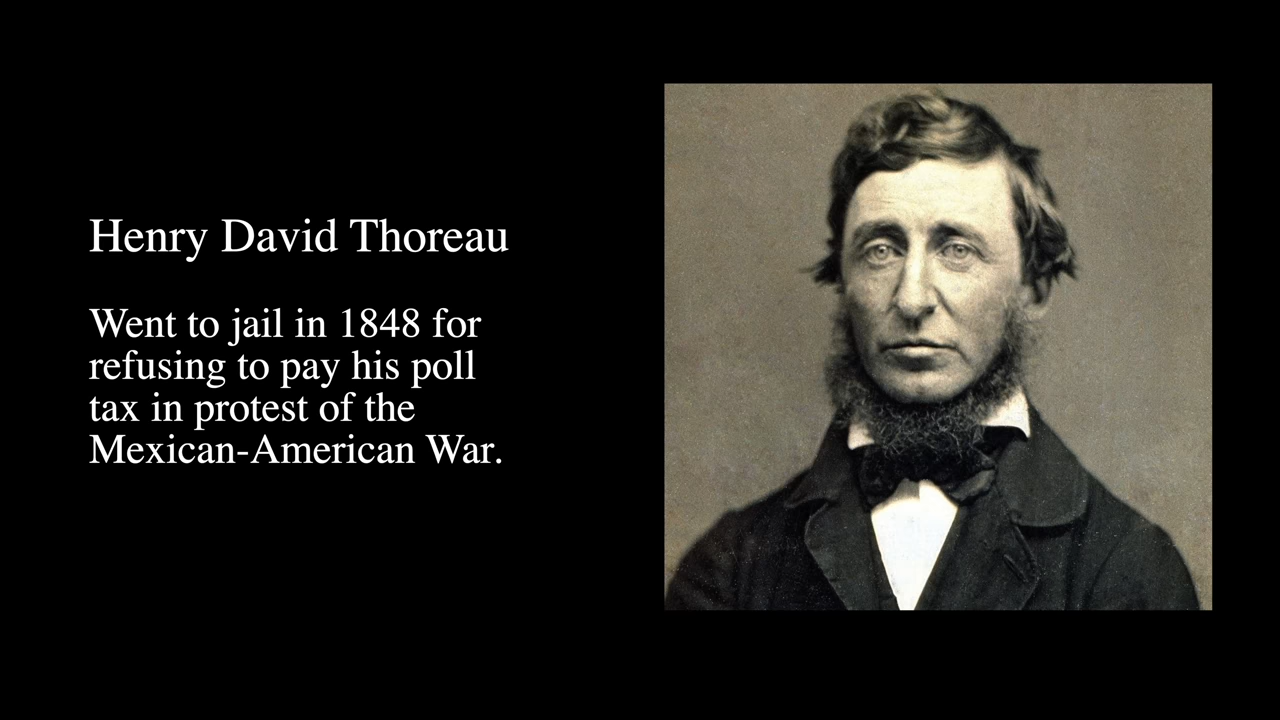 Henry David Thoreau
Went to jail in 1848 for
refusing to pay his poll
tax in protest of the
Mexican-American War.